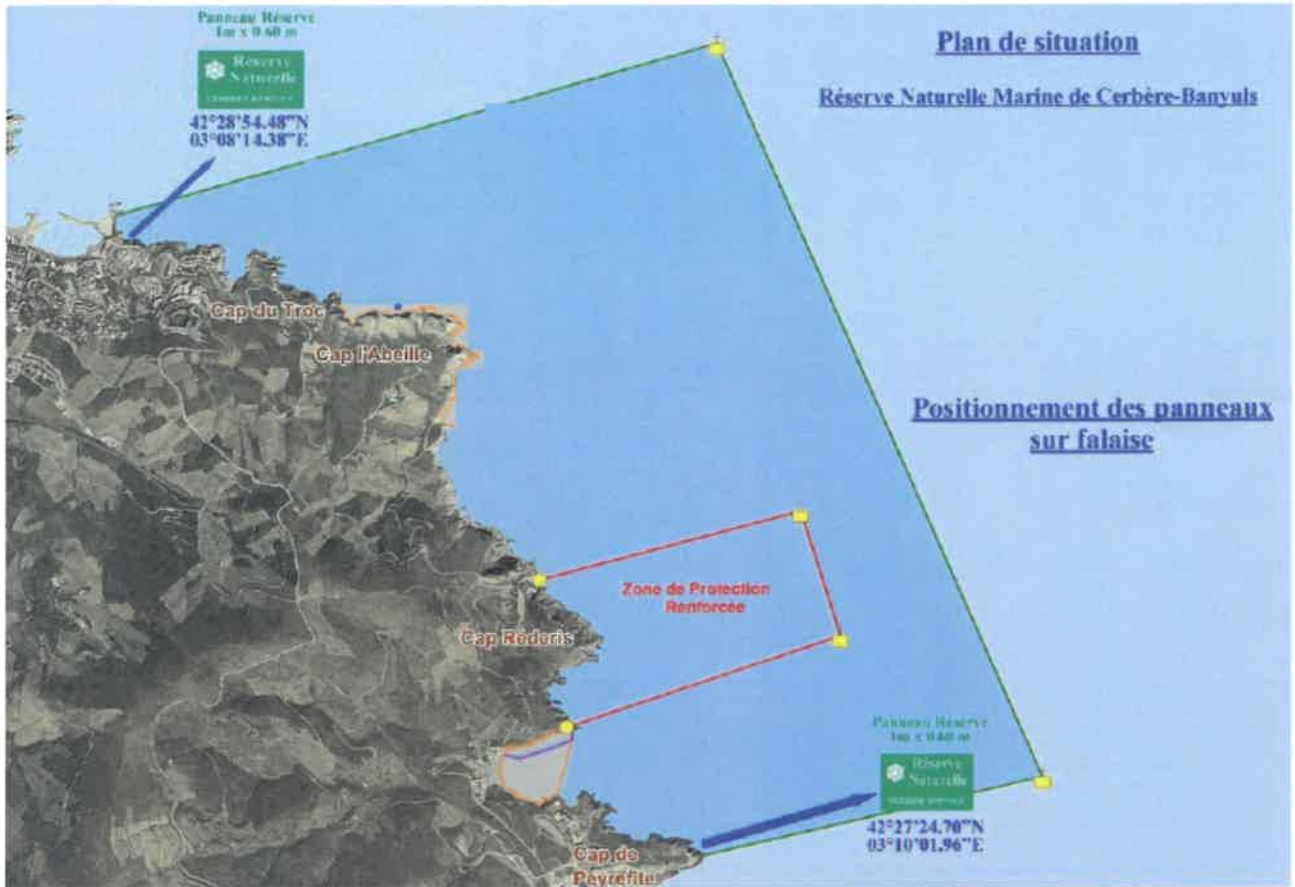 Panneau Réserve
1m x 0.60 m
Réserve
Naturelle
42°28'54.48"N
03°08'14.38"E
Plan de situation
Réserve Naturelle Marine de Cerbère-Banyuls
Cap du Troc
Cap l'Abeille
Positionnement des panneaux
sur falaise
Zone de Protection
Renforcée
Cap Rederis
Panneau Réserve
1m x 0.60 m
Réserve
Naturelle
42°27'24.70"N
03°10'01.96"E
Cap de
Peyrefite